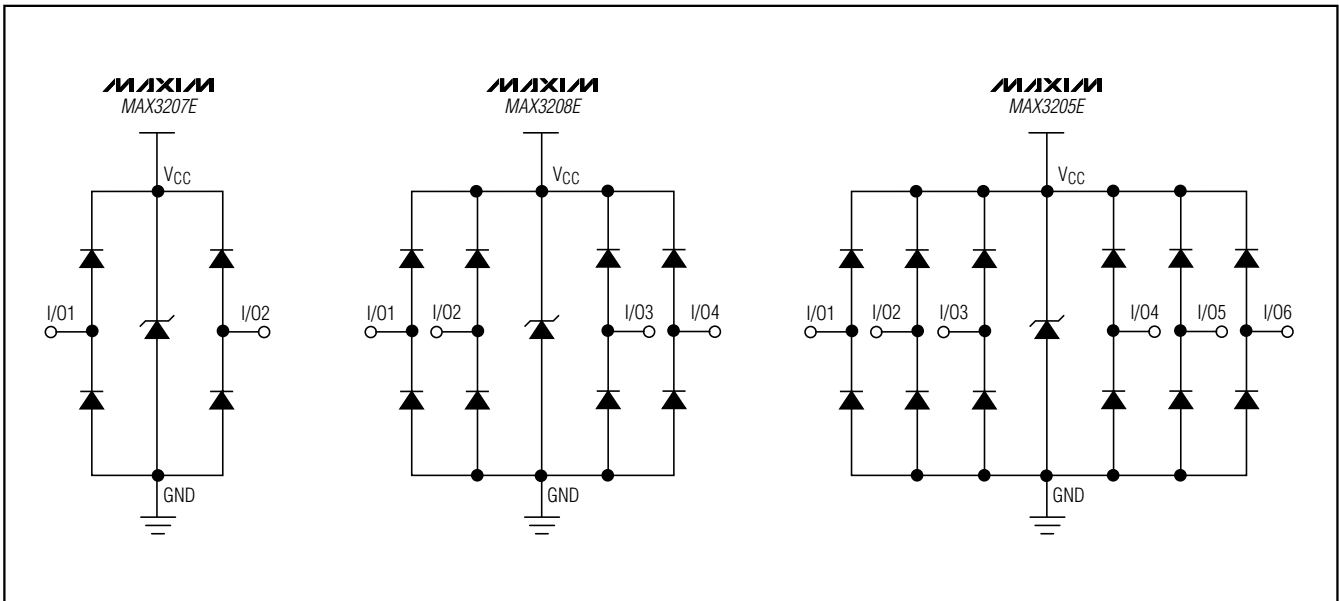 MAXIM
MAX3207E
VCC
I/O1
I/O2
GND
MAXIM
MAX3208E
VCC
I/O1
I/O2
I/O3
I/O4
GND
MAXIM
MAX3205E
VCC
I/O1
I/O2
I/O3
I/O4
I/O5
I/O6
GND